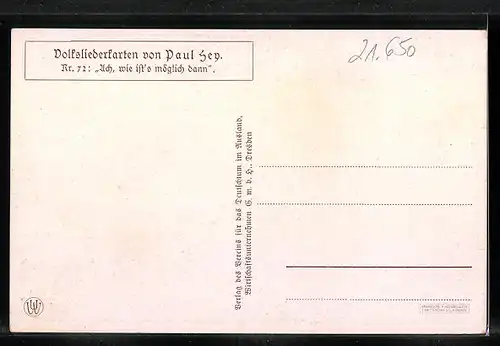 Volksliederkarten von Paul Hey.
Nr. 72: „Ach, wie ist's möglich dann".
21.650
Verlag des Vereins für das Deutschtum im Ausland,
Wirtschaftsunternehmen G. m. b. H., Dresden